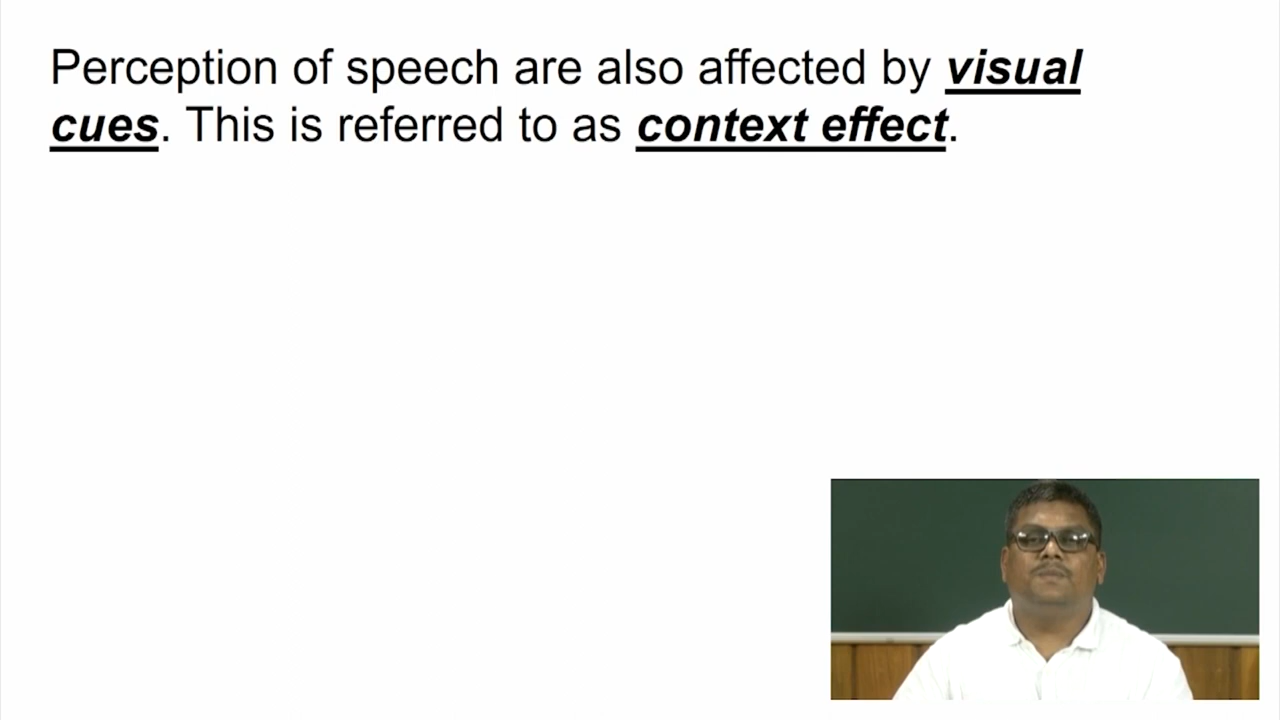 Perception of speech are also affected by visual
cues. This is referred to as context effect.